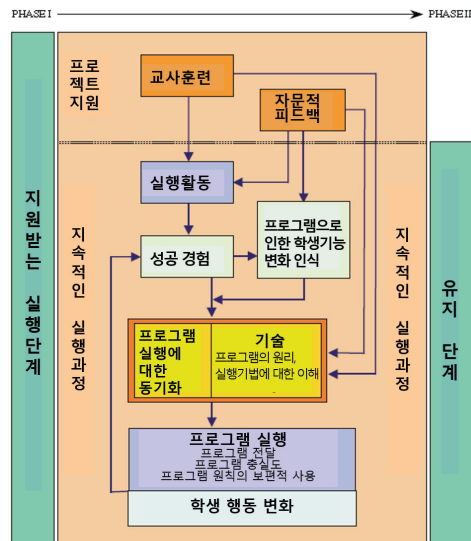 PHASE I
PHASE II
프로
젝트
지원
교사훈련
자문적
피드백
지원받는 실행단계
지속적인 실행과정
실행활동
성공 경험
프로그램으로
인한 학생기능
변화 인식
지속적인 실행과정
유지 단계
프로그램
실행에
대한
동기화
기술
프로그램의 원리,
실행기법에 대한 이해
프로그램 실행
프로그램 전달
프로그램 충실도
프로그램 원칙의 보편적 사용
학생 행동 변화